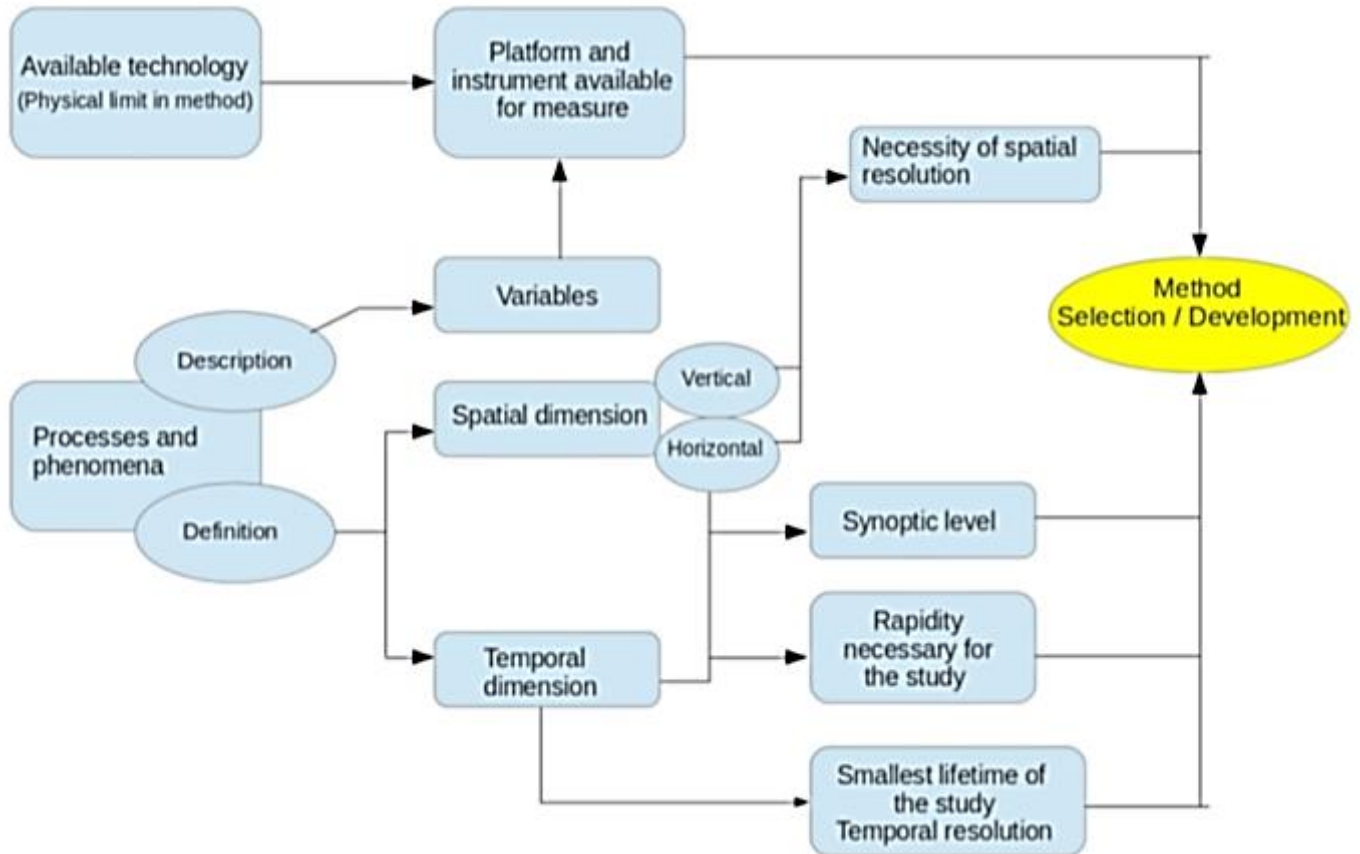 Available technology
(Physical limit in method)
Platform and
instrument available
for measure
Necessity of spatial
resolution
Variables
Method
Selection / Development
Description
Vertical
Spatial dimension
Horizontal
Processes and
phenomena
Definition
Synoptic level
Rapidity
necessary for
the study
Temporal
dimension
Smallest lifetime of
the study
Temporal resolution